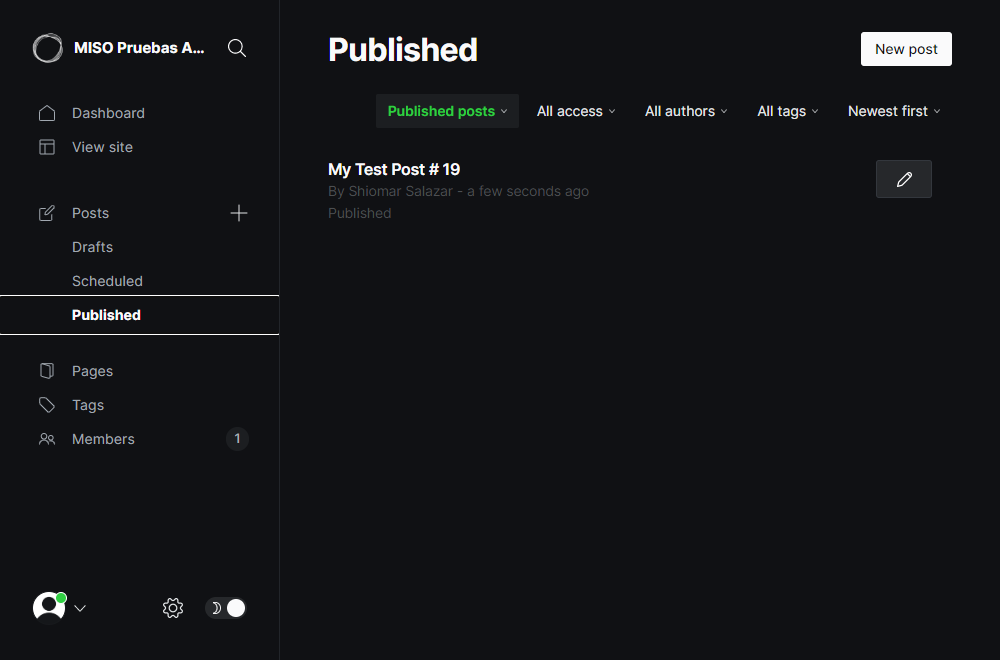 MISO Pruebas A...
Dashboard
View site
Posts
Drafts
Scheduled
Published
Pages
Tags
Members 1
Published
New post
Published posts All access All authors All tags Newest first
My Test Post # 19
By Shiomar Salazar - a few seconds ago
Published